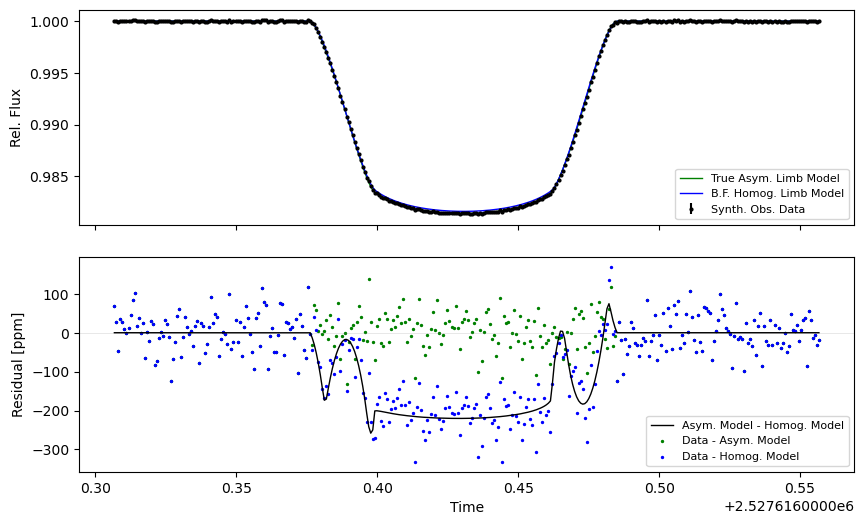 1.000
0.995
0.990
0.985
Rel. Flux
True Asym. Limb Model
B.F. Homog. Limb Model
Synth. Obs. Data
100
0
−100
−200
−300
Residual [ppm]
Asym. Model - Homog. Model
Data - Asym. Model
Data - Homog. Model
0.30 0.35 0.40 0.45 0.50 0.55
Time
+2.5276160000e6